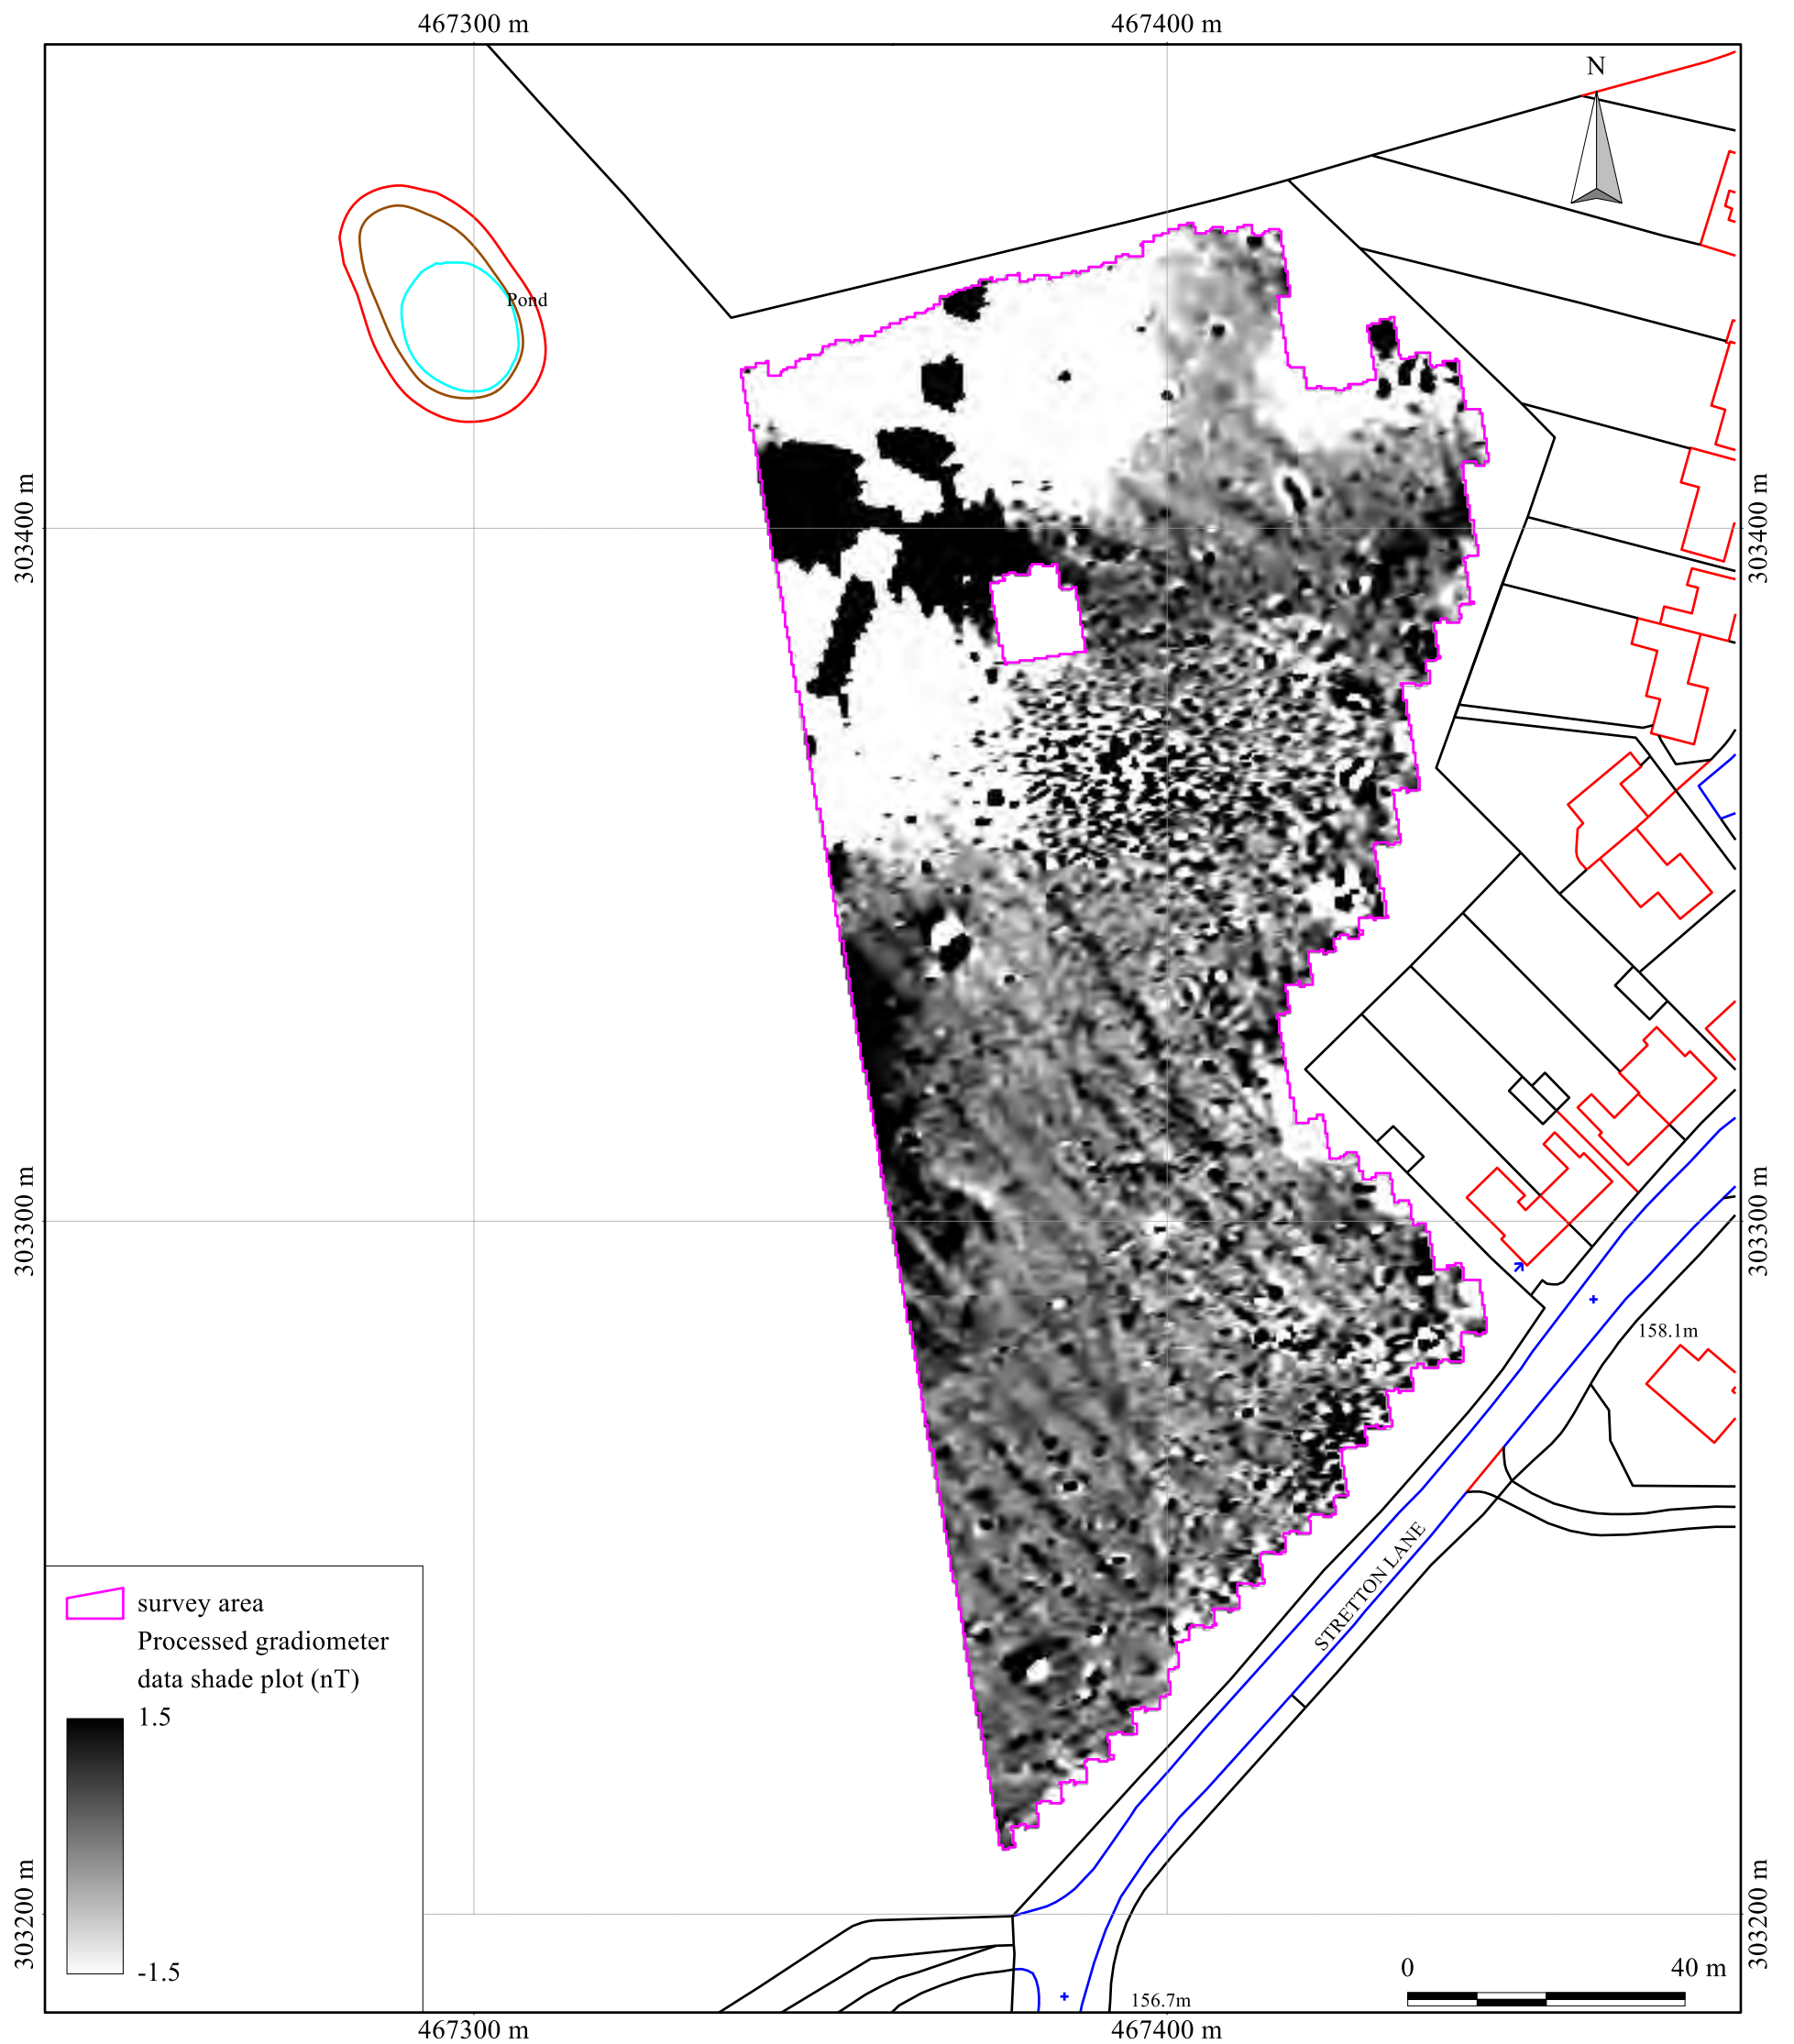 467300 m
467400 m
N
Pond
303400 m
303400 m
303300 m
303300 m
158.1m
STRETTON LANE
survey area
Processed gradiometer
data shade plot (nT)
1.5
-1.5
303200 m
303200 m
0
40 m
156.7m
467300 m
467400 m